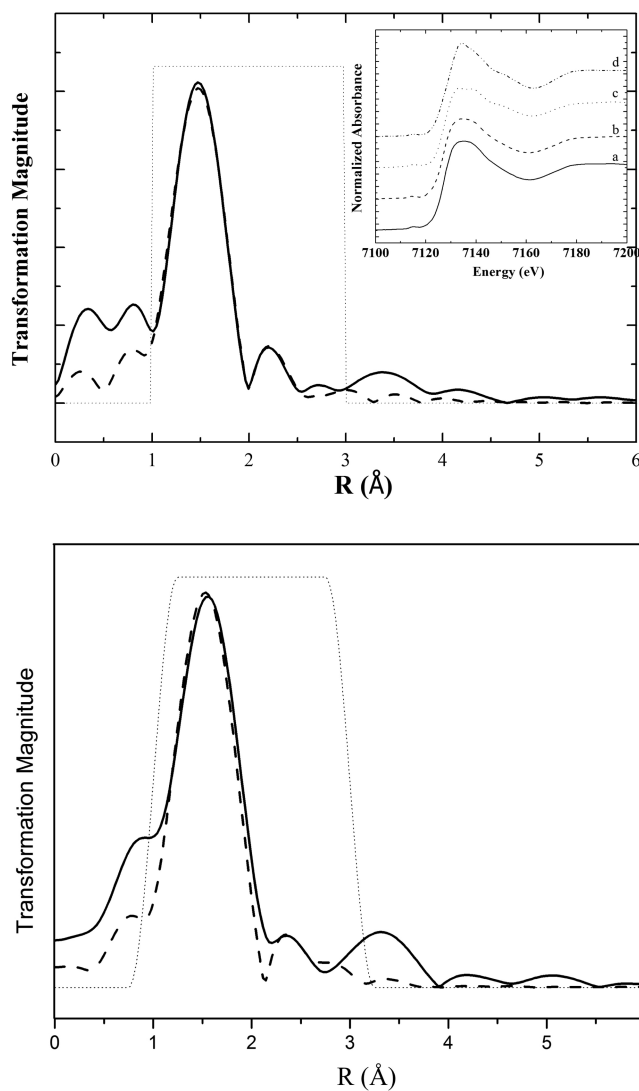 Transformation Magnitude
Normalized Absorbance
d
c
b
a
7100 7120 7140 7160 7180 7200
Energy (eV)
0 1 2 3 4 5 6
R (Å)
Transformation Magnitude
0 1 2 3 4 5
R (Å)